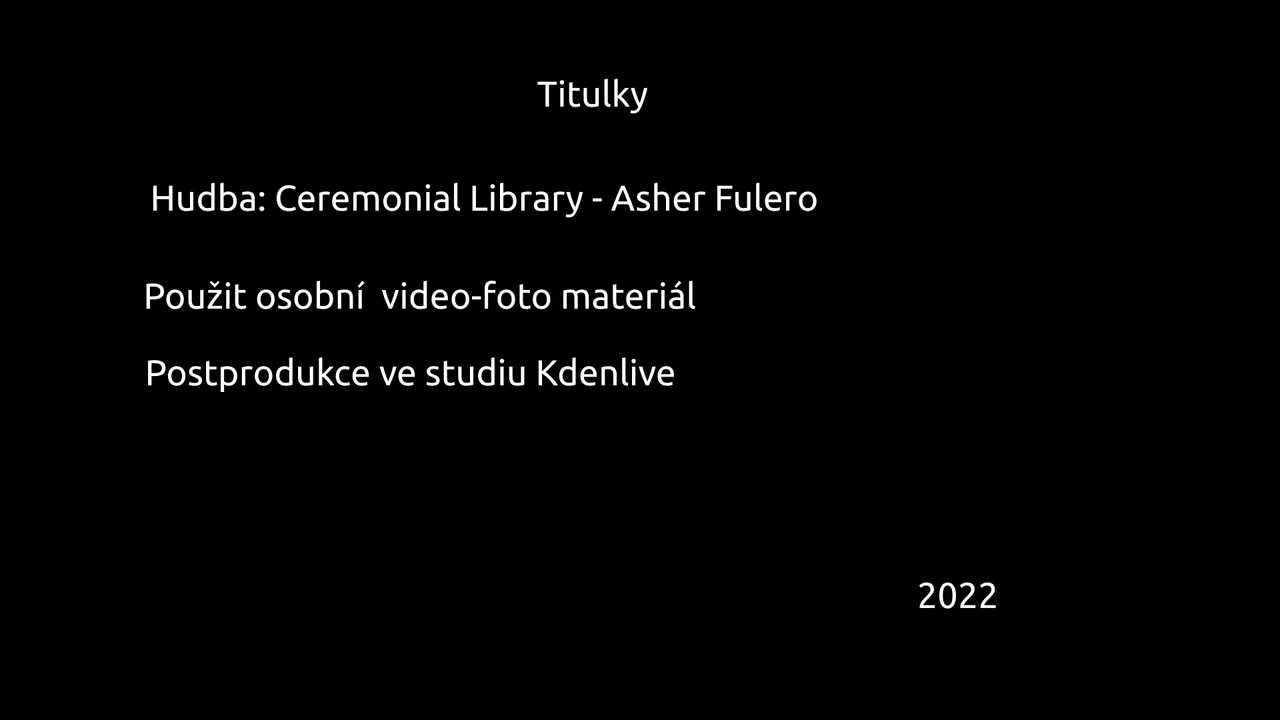 Titulky
Hudba: Ceremonial Library - Asher Fulero
Použit osobní  video-foto materiál
Postprodukce ve studiu Kdenlive
2022